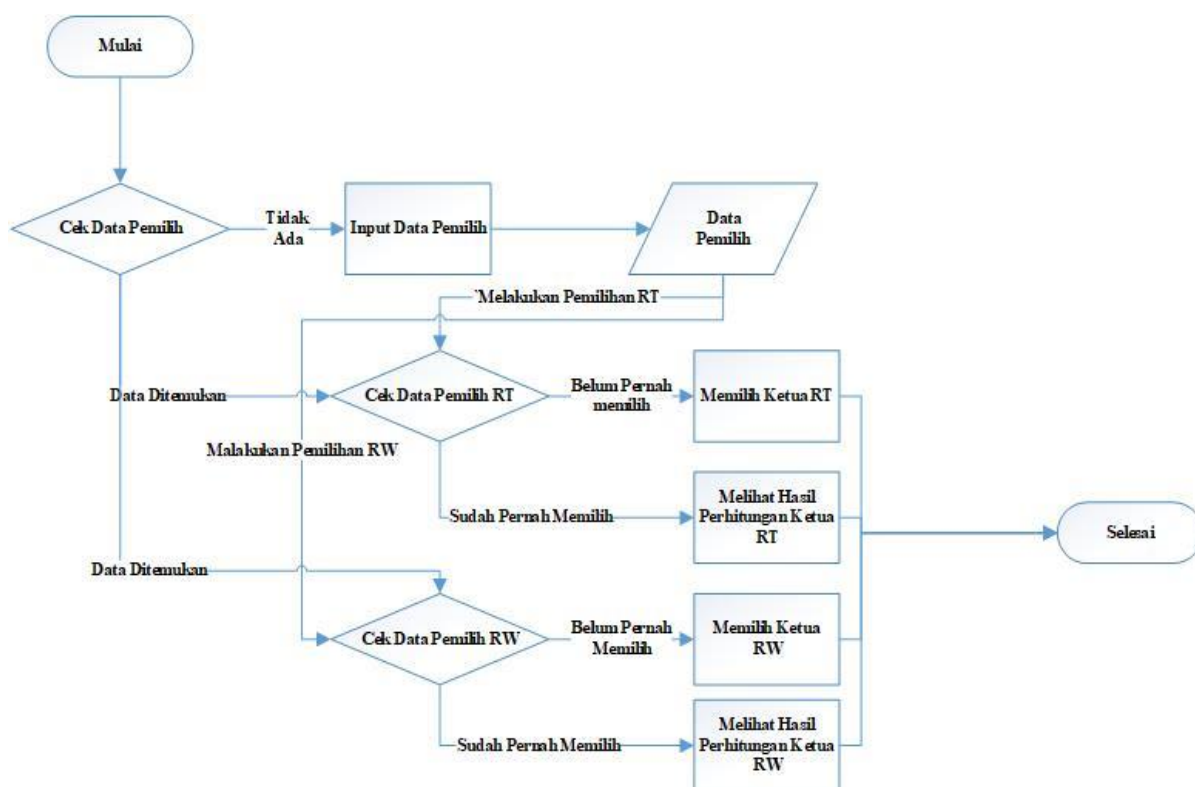 Mulai
Cek Data Pemilih
Tidak
Ada
Input Data Pemilih
Data
Pemilih
`Melakukan Pemilihan RT
Data Ditemukan
Cek Data Pemilih RT
Belum Pernah
memilih
Memilih Ketua RT
Malakukan Pemilihan RW
Sudah Pernah Memilih
Melihat Hasil
Perhitungan Ketua
RT
Selesai
Data Ditemukan
Cek Data Pemilih RW
Belum Pernah
Memilih
Memilih Ketua
RW
Sudah Pernah Memilih
Melihat Hasil
Perhitungan Ketua
RW